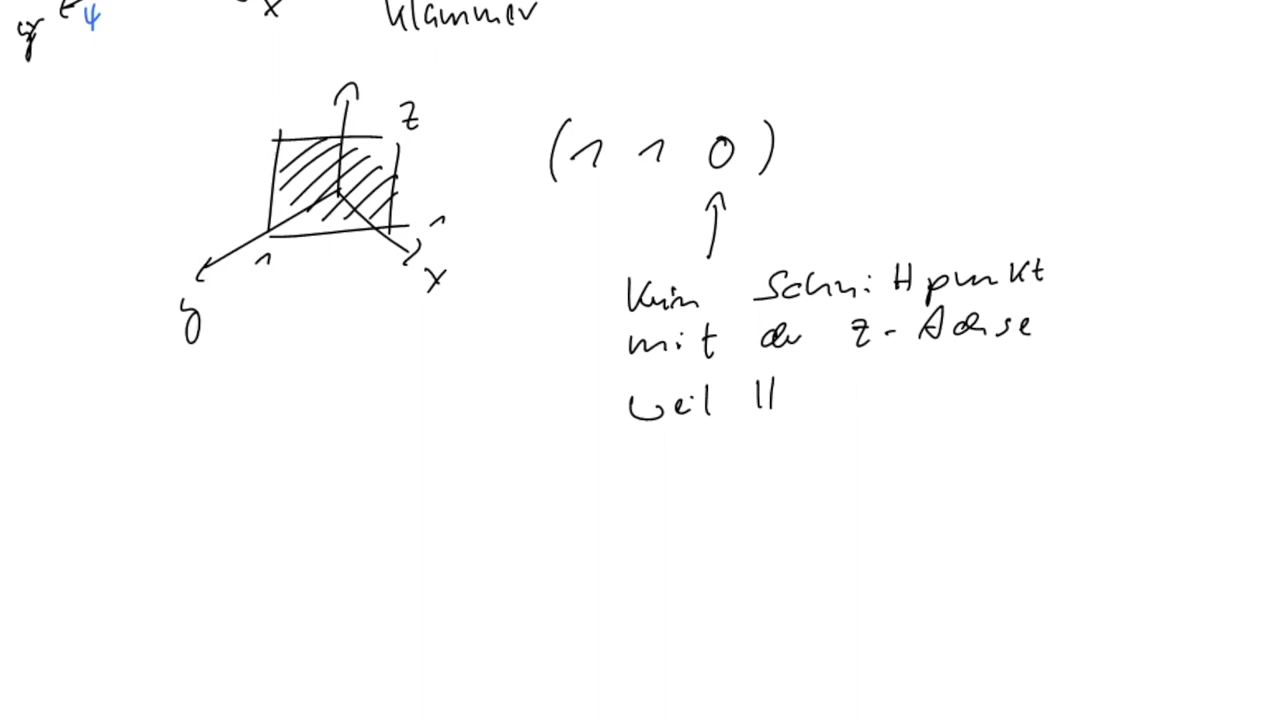 y ψ x Klammer
z
(1 1 0)
1
1
x
y
Kein Schnittpunkt
mit der z-Achse
weil ||